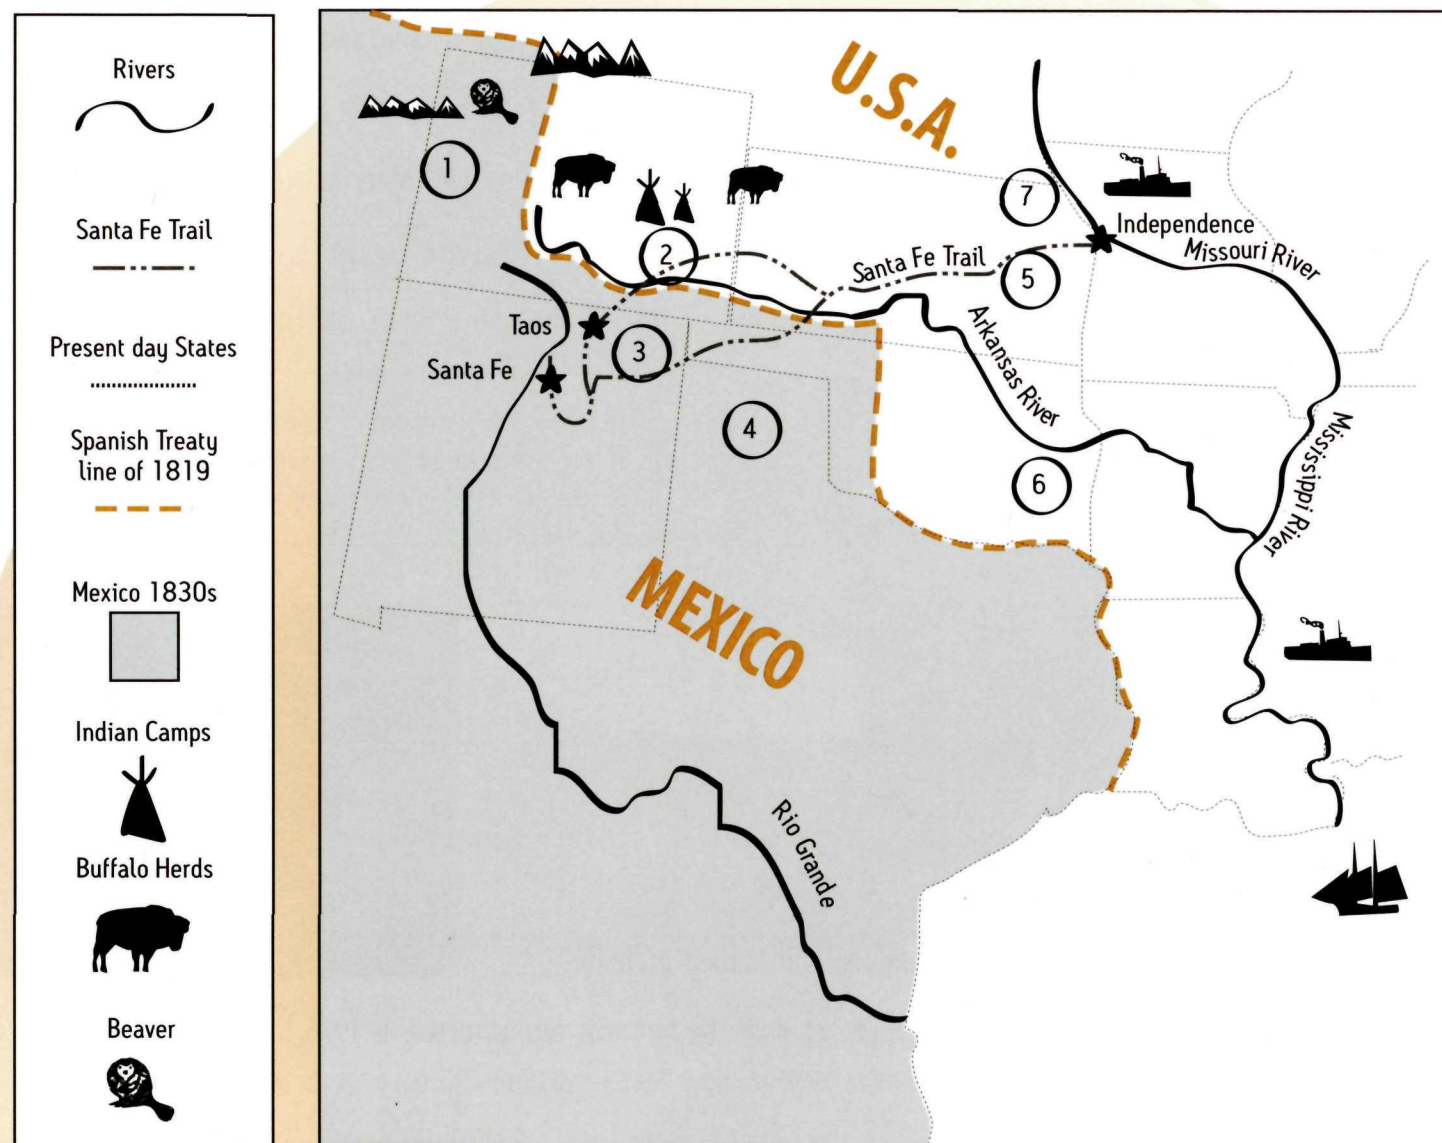 Rivers
Santa Fe Trail
Present day States
Spanish Treaty
line of 1819
Mexico 1830s
Indian Camps
Buffalo Herds
Beaver
U.S.A.
1
7
Independence
Missouri River
2
Santa Fe Trail
5
Taos
3
Santa Fe
Arkansas River
4
Mississippi River
6
MEXICO
Rio Grande